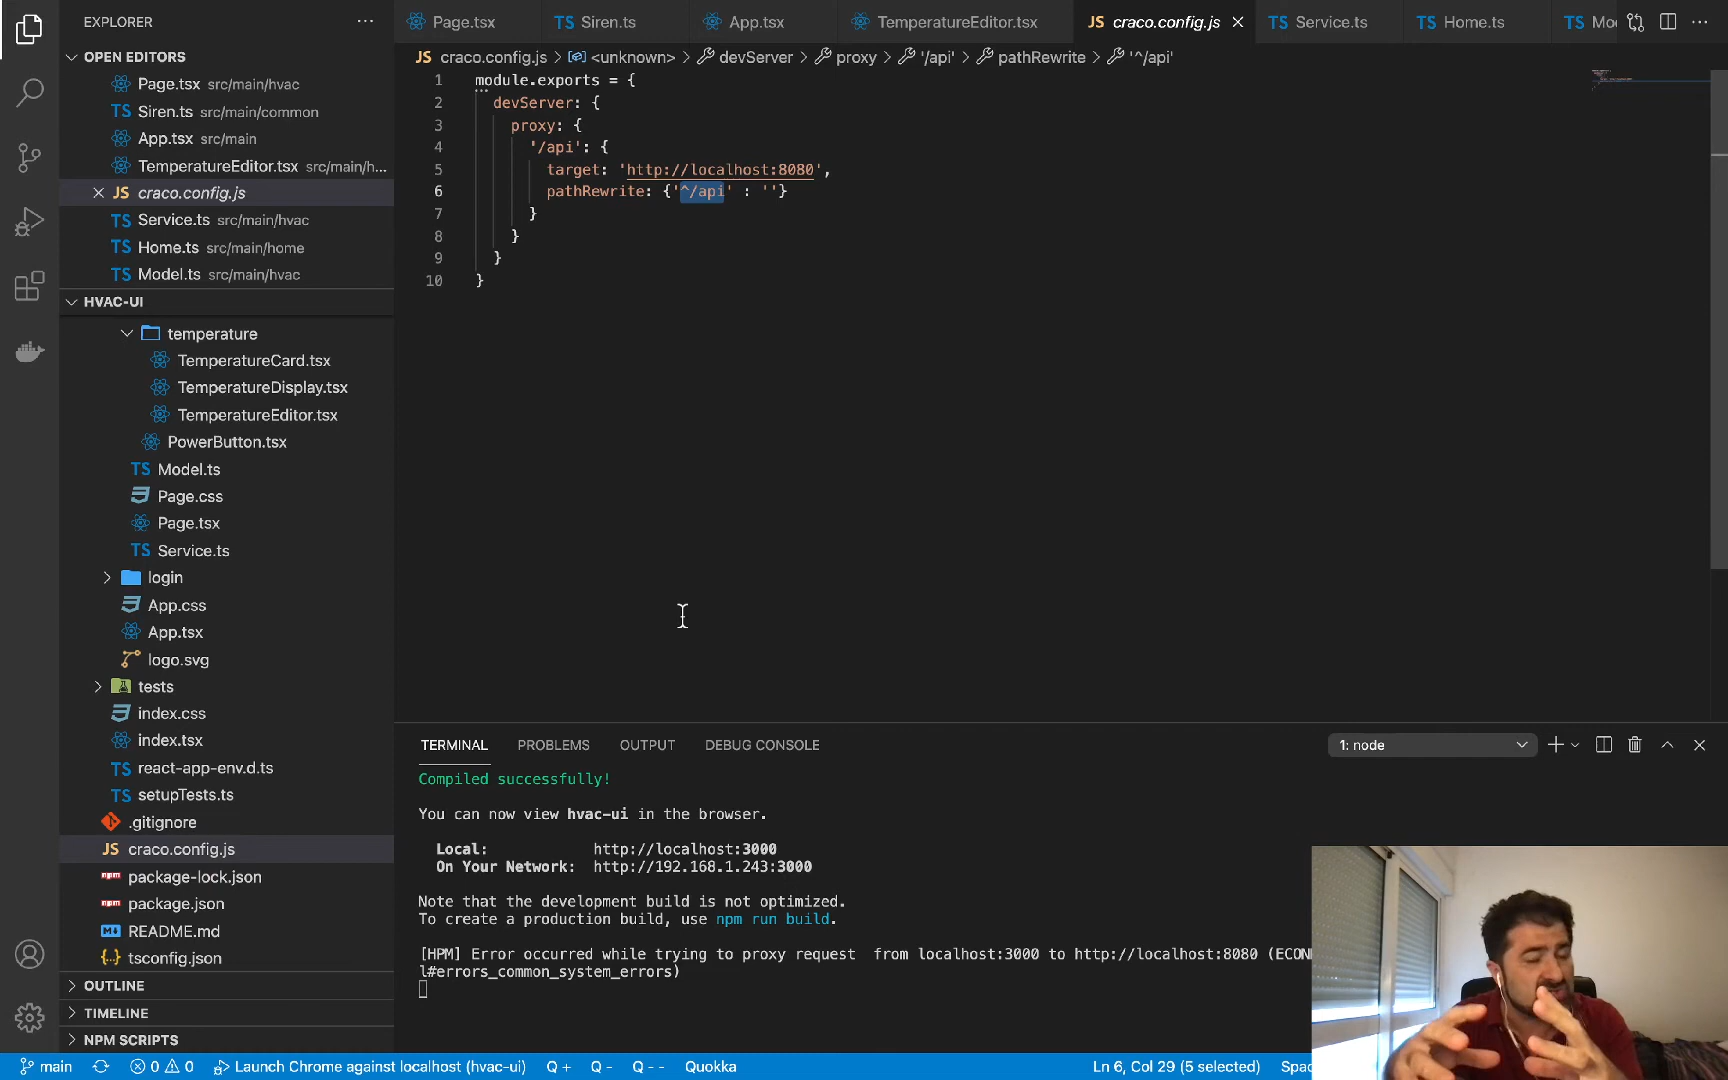 EXPLORER
OPEN EDITORS
Page.tsx src/main/hvac
Siren.ts src/main/common
App.tsx src/main
TemperatureEditor.tsx src/main/h...
JS craco.config.js
TS Service.ts src/main/hvac
TS Home.ts src/main/home
TS Model.ts src/main/hvac
HVAC-UI
temperature
TemperatureCard.tsx
TemperatureDisplay.tsx
TemperatureEditor.tsx
PowerButton.tsx
TS Model.ts
Page.css
Page.tsx
TS Service.ts
login
App.css
App.tsx
logo.svg
tests
index.css
index.tsx
TS react-app-env.d.ts
TS setupTests.ts
.gitignore
JS craco.config.js
package-lock.json
package.json
README.md
tsconfig.json
OUTLINE
TIMELINE
NPM SCRIPTS
Page.tsx TS Siren.ts App.tsx TemperatureEditor.tsx JS craco.config.js TS Service.ts TS Home.ts TS Mo
JS craco.config.js > <unknown> > devServer > proxy > '/api' > pathRewrite > '^/api'
1 module.exports = {
2 devServer: {
3 proxy: {
4 '/api': {
5 target: 'http://localhost:8080',
6 pathRewrite: {'^/api' : ''}
7 }
8 }
9 }
10 }
TERMINAL PROBLEMS OUTPUT DEBUG CONSOLE 1: node
Compiled successfully!
You can now view hvac-ui in the browser.
Local: http://localhost:3000
On Your Network: http://192.168.1.243:3000
Note that the development build is not optimized.
To create a production build, use npm run build.
[HPM] Error occurred while trying to proxy request from localhost:3000 to http://localhost:8080 (ECON
l#errors_common_system_errors)
main 0 0 Launch Chrome against localhost (hvac-ui) Q + Q - Q - - Quokka Ln 6, Col 29 (5 selected) Spac